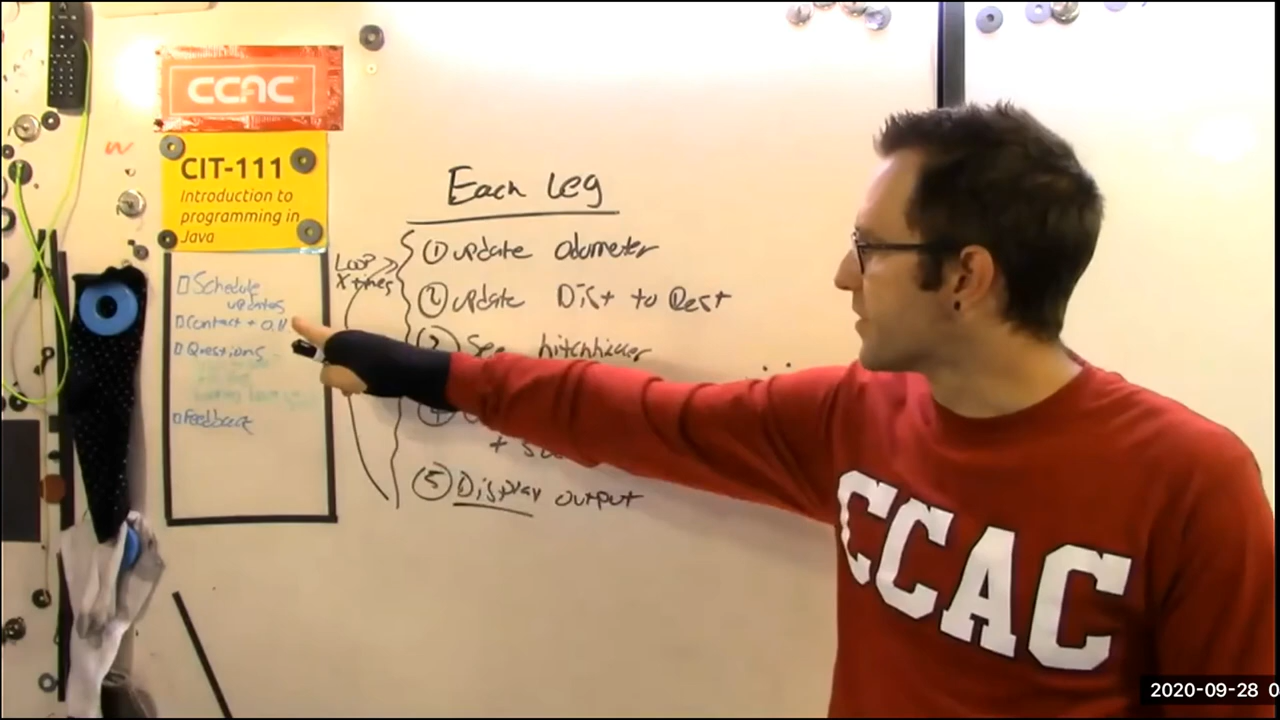 CCAC
CIT-111
Introduction to
programming in
Java
Schedule
updates
Contact +
Questions
Feedback
Each Leg
LOOP
X times
① update odometer
② update Dist to Dest
③ See hitchhiker
④
+
⑤ Display output
CCAC
2020-09-28